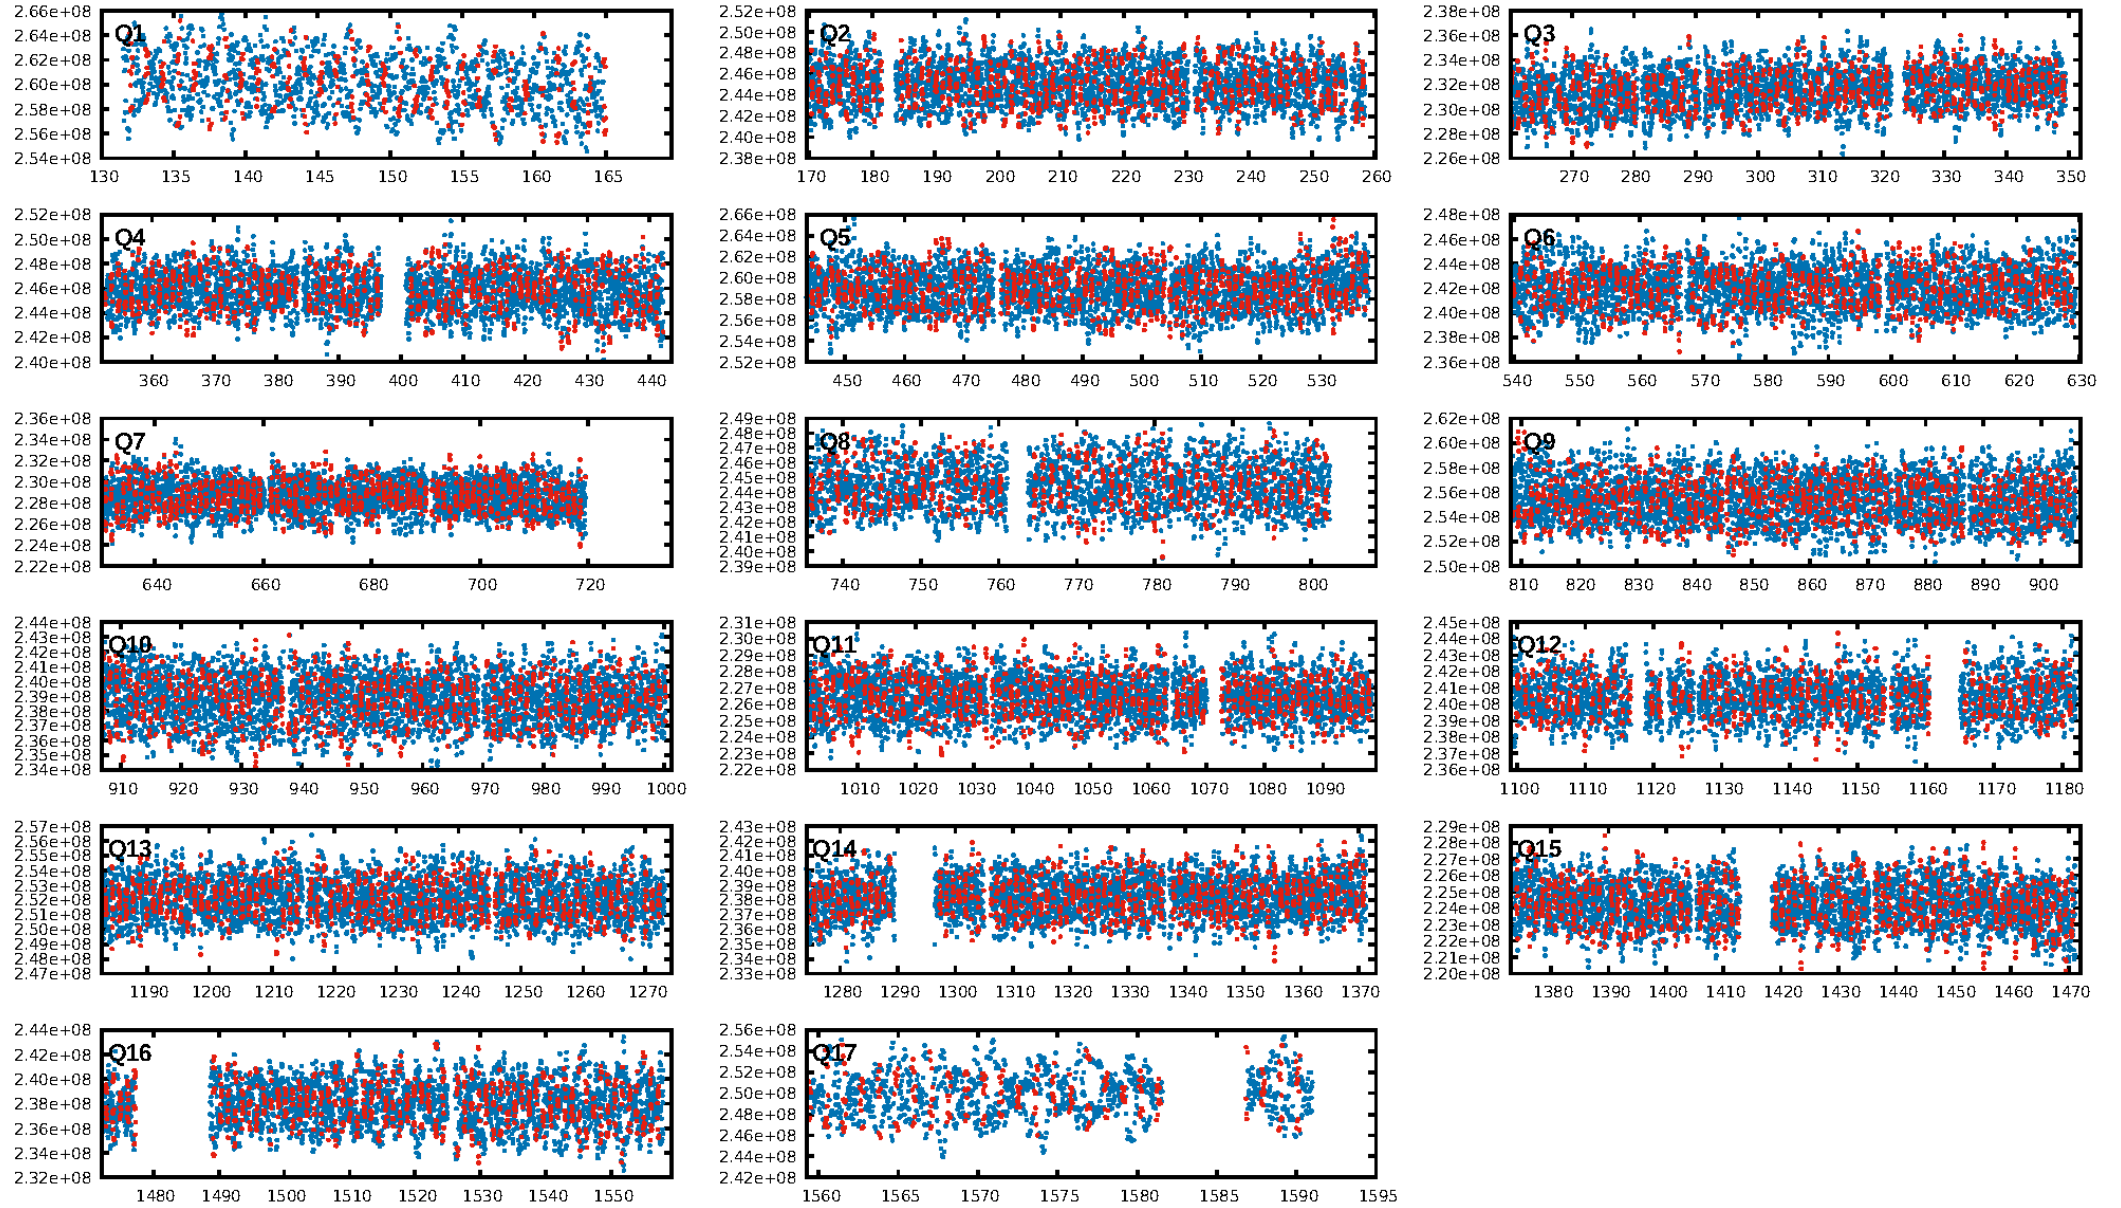 2.66e+08 2.64e+08 2.62e+08 2.60e+08 2.58e+08 2.56e+08 2.54e+08
Q1
130 135 140 145 150 155 160 165
2.52e+08 2.50e+08 2.48e+08 2.46e+08 2.44e+08 2.42e+08 2.40e+08 2.38e+08
Q2
170 180 190 200 210 220 230 240 250 260
2.38e+08 2.36e+08 2.34e+08 2.32e+08 2.30e+08 2.28e+08 2.26e+08
Q3
270 280 290 300 310 320 330 340 350
2.52e+08 2.50e+08 2.48e+08 2.46e+08 2.44e+08 2.42e+08 2.40e+08
Q4
360 370 380 390 400 410 420 430 440
2.66e+08 2.64e+08 2.62e+08 2.60e+08 2.58e+08 2.56e+08 2.54e+08 2.52e+08
Q5
450 460 470 480 490 500 510 520 530
2.48e+08 2.46e+08 2.44e+08 2.42e+08 2.40e+08 2.38e+08 2.36e+08
Q6
540 550 560 570 580 590 600 610 620 630
2.36e+08 2.34e+08 2.32e+08 2.30e+08 2.28e+08 2.26e+08 2.24e+08 2.22e+08
Q7
640 660 680 700 720
2.49e+08 2.48e+08 2.47e+08 2.46e+08 2.45e+08 2.44e+08 2.43e+08 2.42e+08 2.41e+08 2.40e+08 2.39e+08
Q8
740 750 760 770 780 790 800
2.62e+08 2.60e+08 2.58e+08 2.56e+08 2.54e+08 2.52e+08 2.50e+08
Q9
810 820 830 840 850 860 870 880 890 900
2.44e+08 2.43e+08 2.42e+08 2.41e+08 2.40e+08 2.39e+08 2.38e+08 2.37e+08 2.36e+08 2.35e+08 2.34e+08
Q10
910 920 930 940 950 960 970 980 990 1000
2.31e+08 2.30e+08 2.29e+08 2.28e+08 2.27e+08 2.26e+08 2.25e+08 2.24e+08 2.23e+08 2.22e+08
Q11
1010 1020 1030 1040 1050 1060 1070 1080 1090
2.45e+08 2.44e+08 2.43e+08 2.42e+08 2.41e+08 2.40e+08 2.39e+08 2.38e+08 2.37e+08 2.36e+08
Q12
1100 1110 1120 1130 1140 1150 1160 1170 1180
2.57e+08 2.56e+08 2.55e+08 2.54e+08 2.53e+08 2.52e+08 2.51e+08 2.50e+08 2.49e+08 2.48e+08 2.47e+08
Q13
1190 1200 1210 1220 1230 1240 1250 1260 1270
2.43e+08 2.42e+08 2.41e+08 2.40e+08 2.39e+08 2.38e+08 2.37e+08 2.36e+08 2.35e+08 2.34e+08 2.33e+08
Q14
1280 1290 1300 1310 1320 1330 1340 1350 1360 1370
2.29e+08 2.28e+08 2.27e+08 2.26e+08 2.25e+08 2.24e+08 2.23e+08 2.22e+08 2.21e+08 2.20e+08
Q15
1380 1390 1400 1410 1420 1430 1440 1450 1460 1470
2.44e+08 2.42e+08 2.40e+08 2.38e+08 2.36e+08 2.34e+08 2.32e+08
Q16
1480 1490 1500 1510 1520 1530 1540 1550
2.56e+08 2.54e+08 2.52e+08 2.50e+08 2.48e+08 2.46e+08 2.44e+08 2.42e+08
Q17
1560 1565 1570 1575 1580 1585 1590 1595